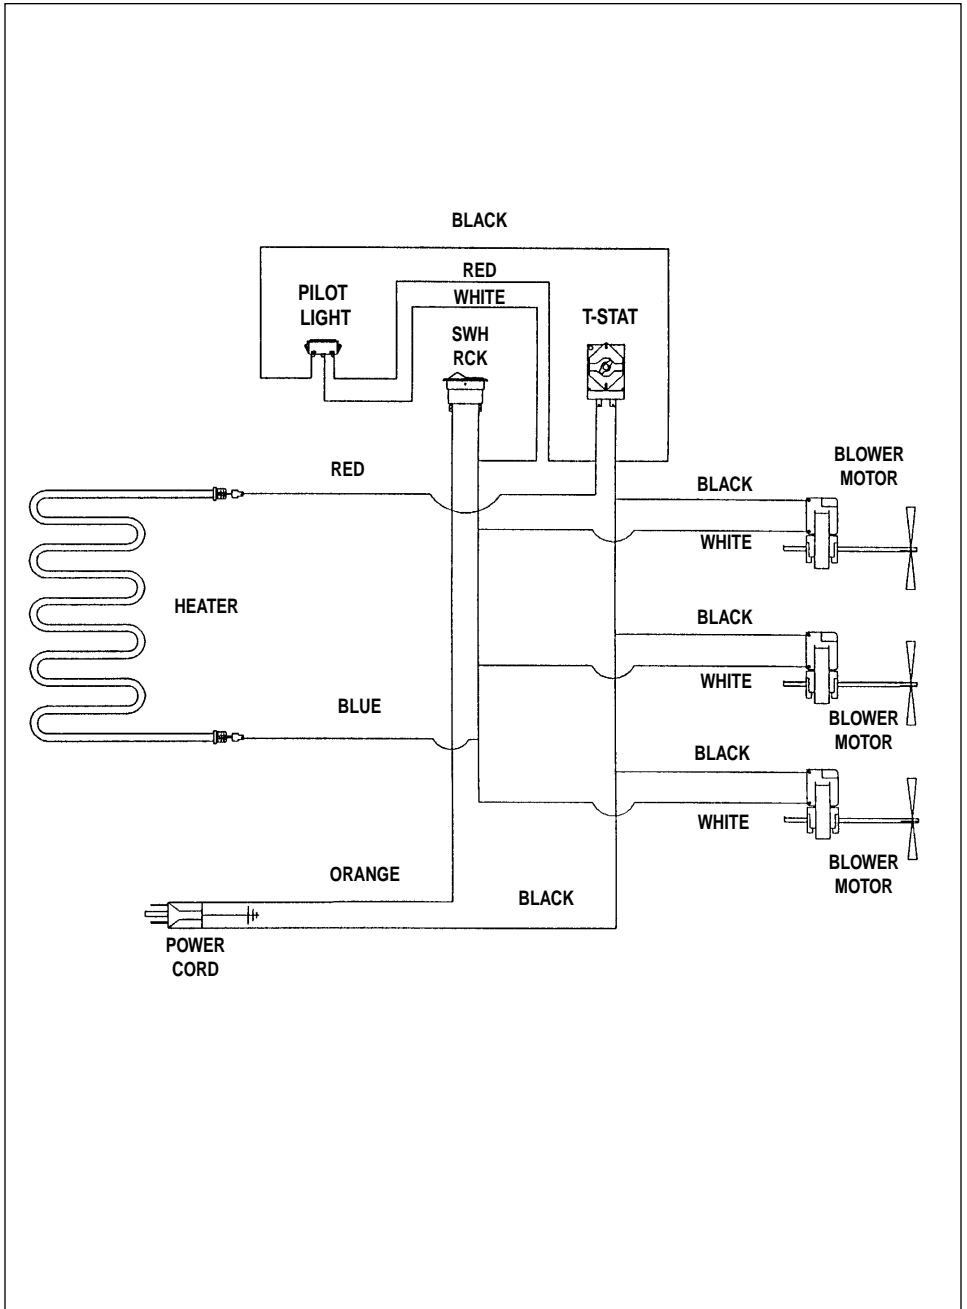 BLACK
RED
WHITE
PILOT
LIGHT
SWH
RCK
T-STAT
RED
BLACK
BLOWER
MOTOR
WHITE
HEATER
BLACK
WHITE
BLUE
BLOWER
MOTOR
BLACK
WHITE
BLOWER
MOTOR
ORANGE
BLACK
POWER
CORD